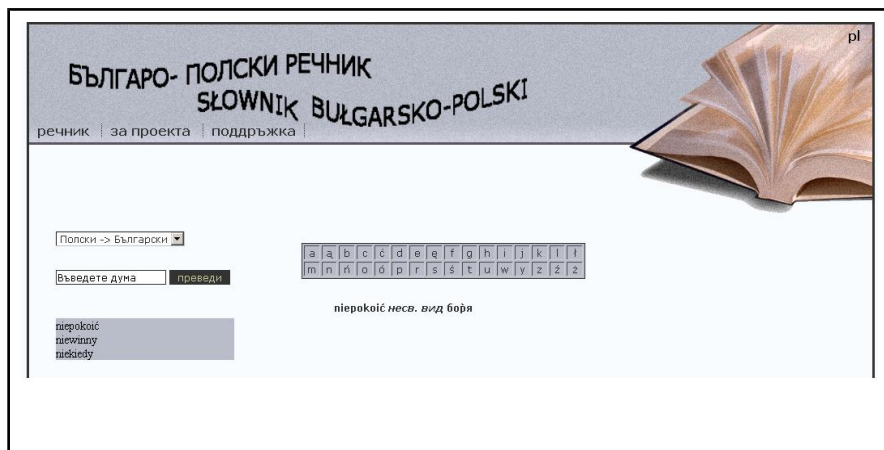 pl
БЪЛГАРО- ПОЛСКИ РЕЧНИК
SŁOWNIK BUŁGARSKO-POLSKI
речник за проекта поддръжка
Полски -> Български
a ą b c ć d e ę f g h i j k l ł
m n ń o ó p r s ś t u w y z ź ż
Въведете дума преведи
niepokoić несв. вид боря̀
niepokoić
niewinny
niekiedy